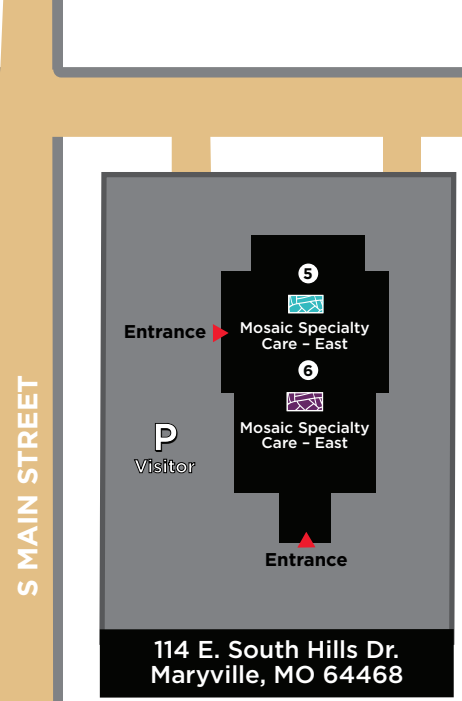 S MAIN STREET
5
Mosaic Specialty
Care – East
Entrance
6
Mosaic Specialty
Care – East
P
Visitor
Entrance
114 E. South Hills Dr.
Maryville, MO 64468